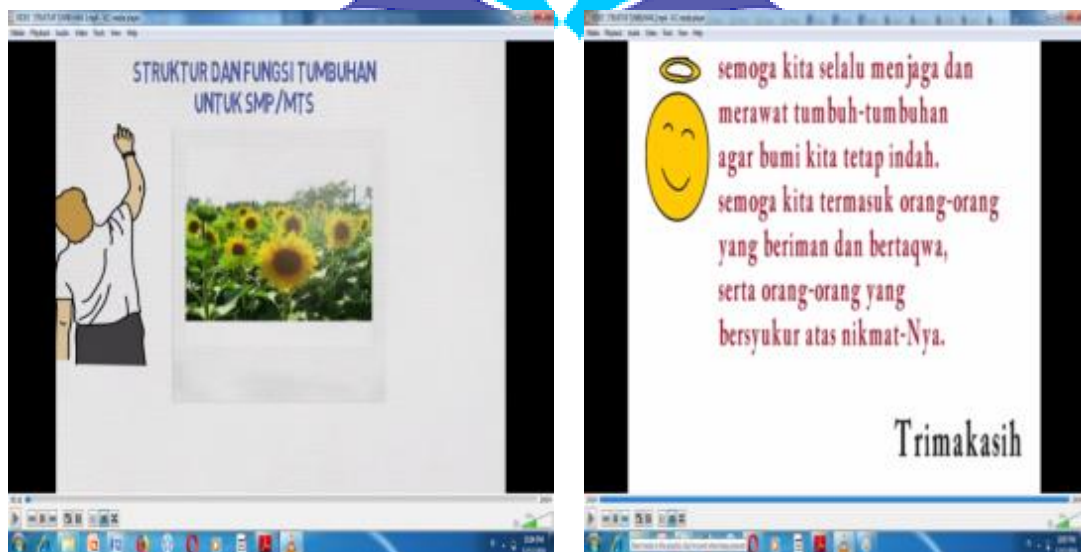 STRUKTUR DAN FUNGSI TUMBUHAN
UNTUK SMP/MTS
semoga kita selalu menjaga dan
merawat tumbuh-tumbuhan
agar bumi kita tetap indah.
semoga kita termasuk orang-orang
yang beriman dan bertaqwa,
serta orang-orang yang
bersyukur atas nikmat-Nya.
Trimakasih